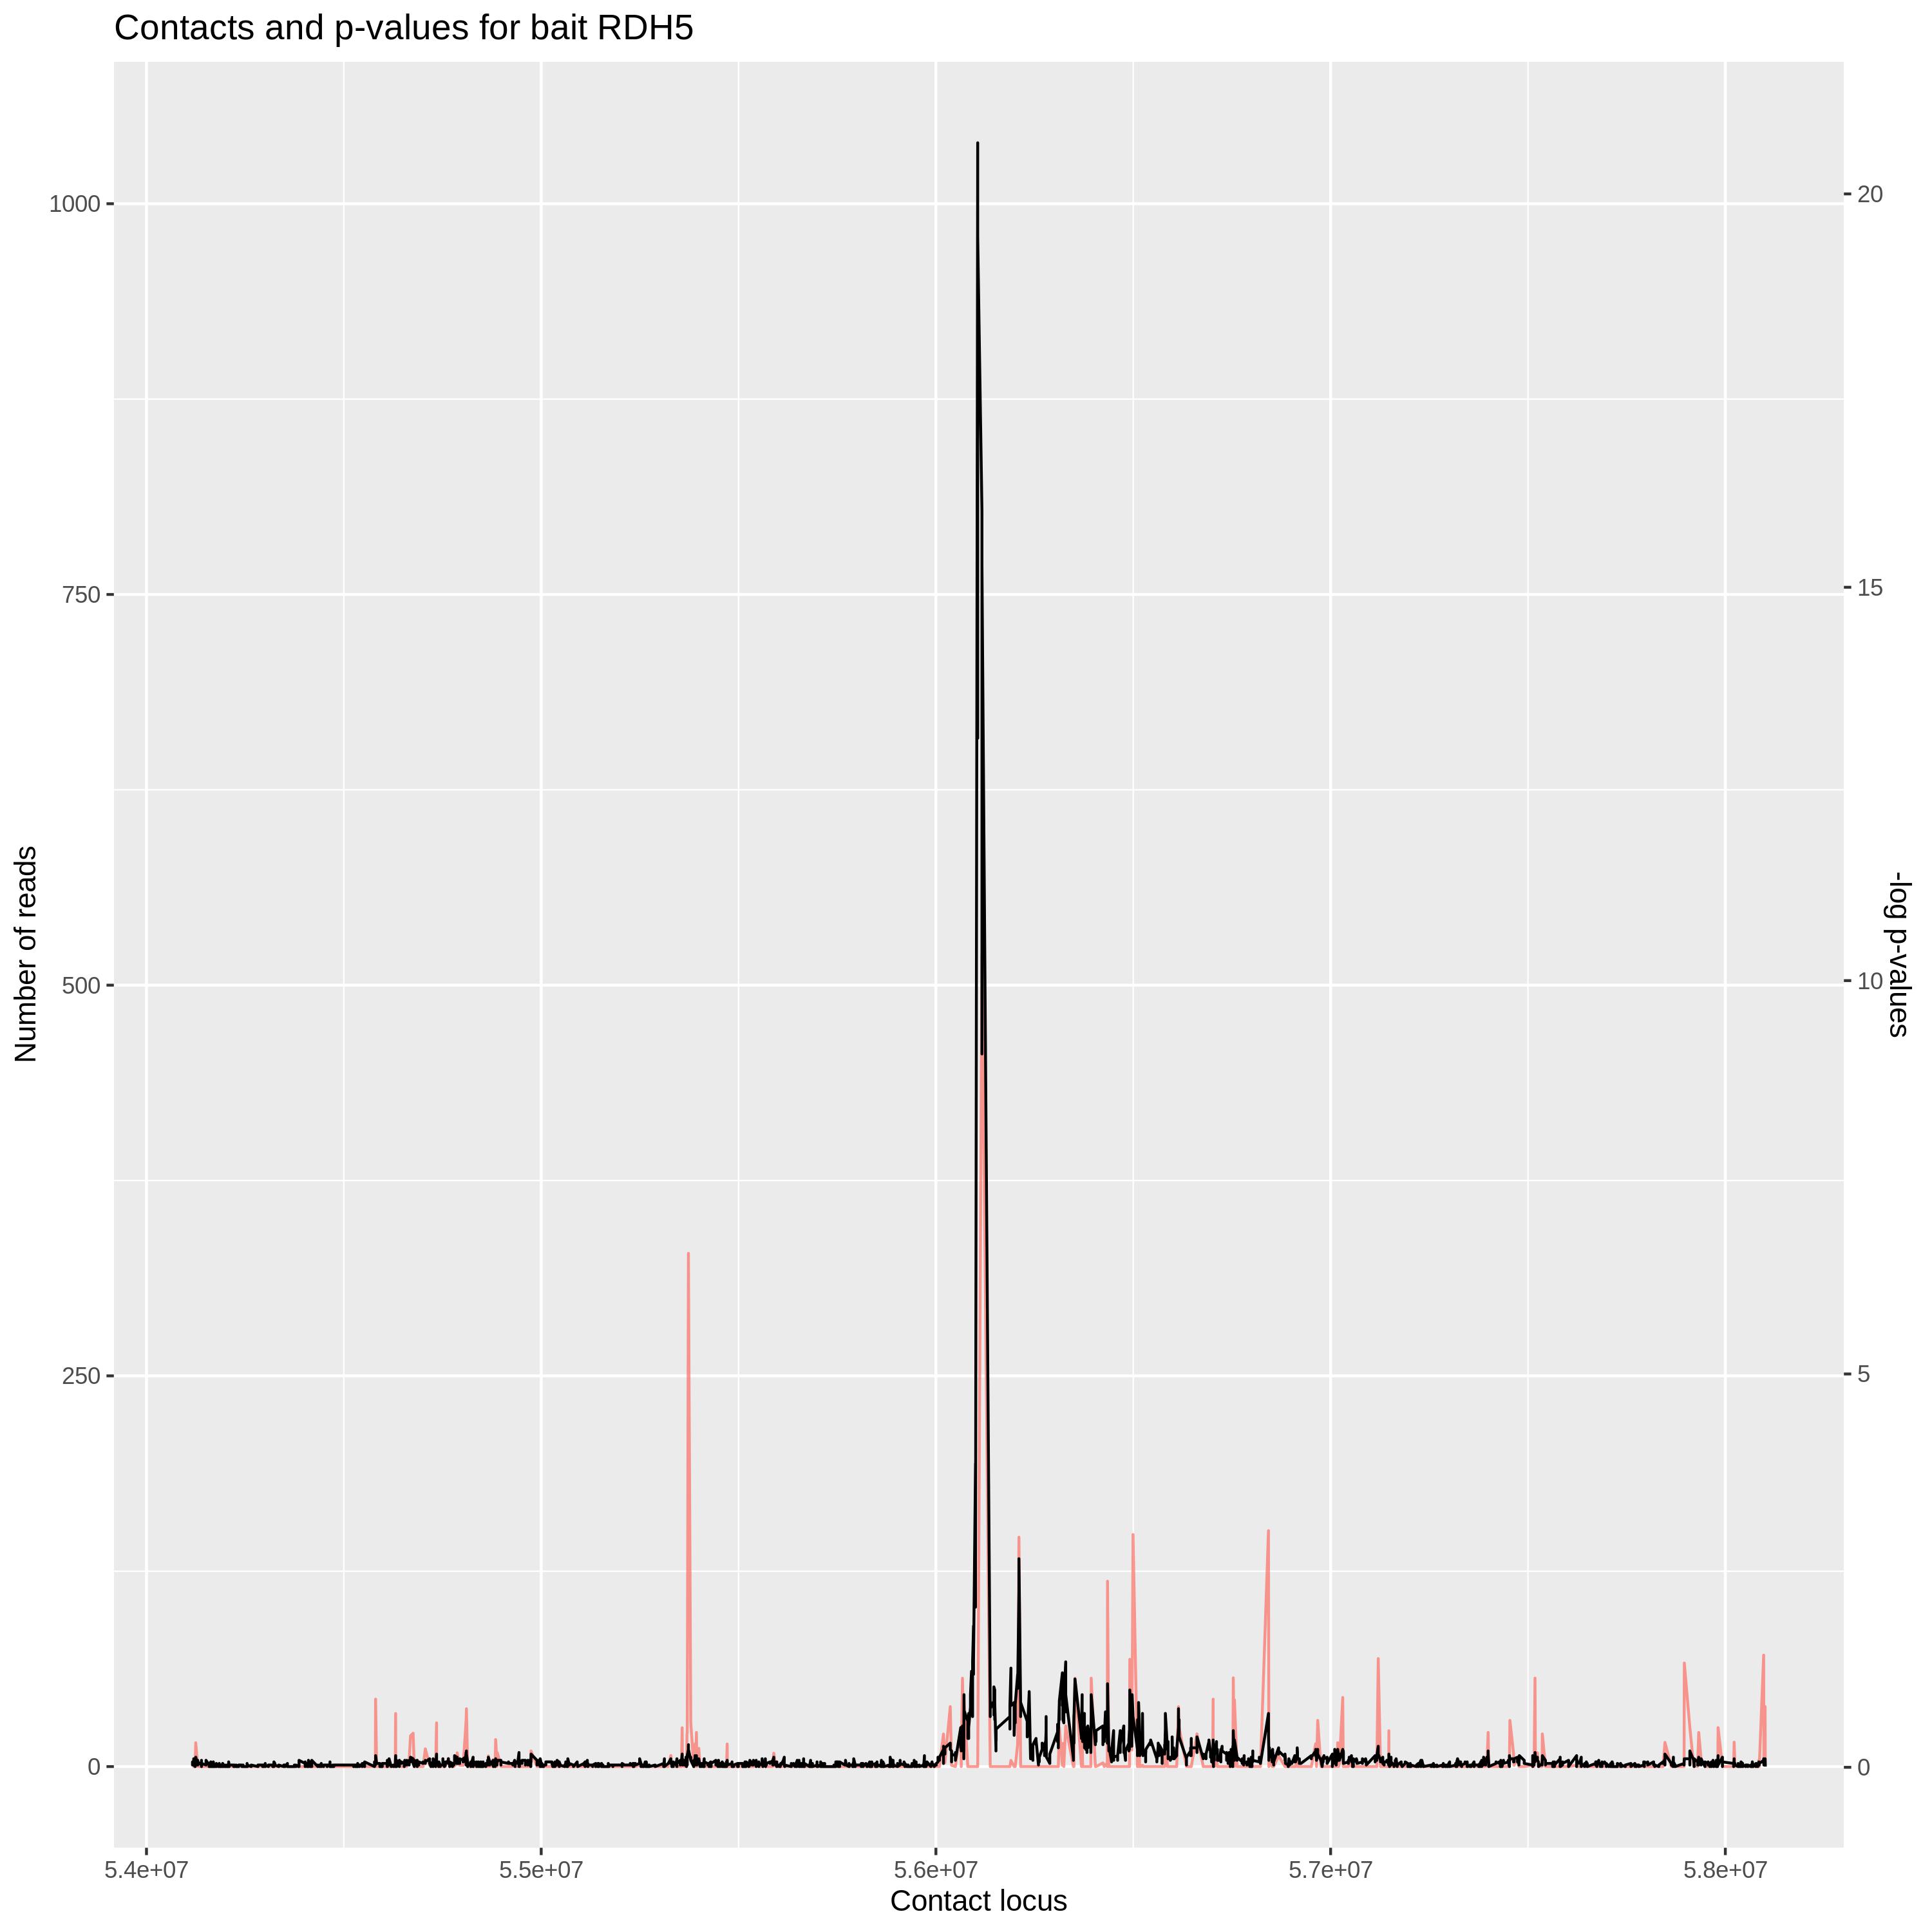 Contacts and p-values for bait RDH5
1000
750
500
250
0
Number of reads
20
15
10
5
0
-log p-values
5.4e+07
5.5e+07
5.6e+07
5.7e+07
5.8e+07
Contact locus